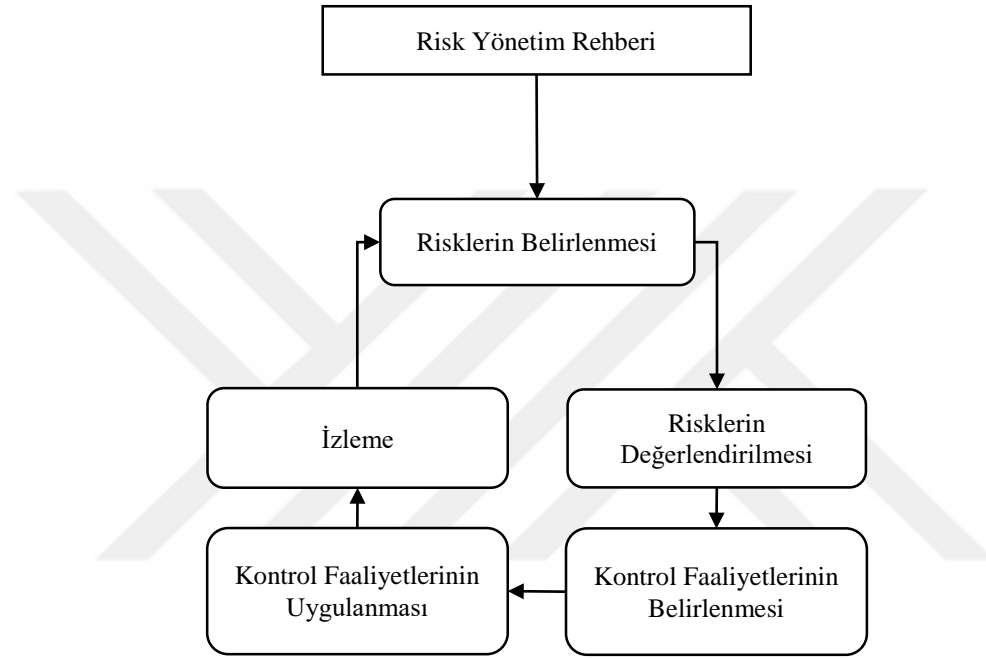 Risk Yönetim Rehberi
Risklerin Belirlenmesi
Risklerin
Değerlendirilmesi
Kontrol Faaliyetlerinin
Belirlenmesi
Kontrol Faaliyetlerinin
Uygulanması
İzleme